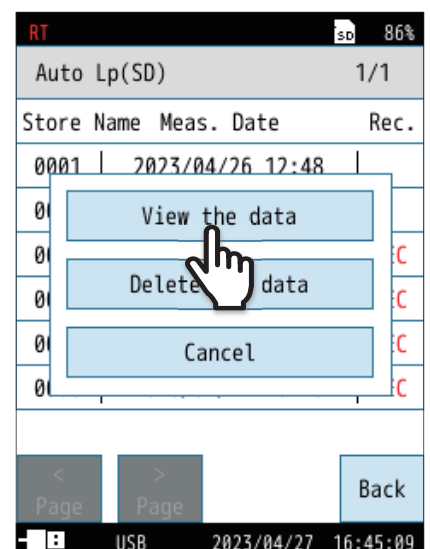 RT SD 86%
Auto Lp(SD) 1/1
Store Name Meas. Date Rec.
0001 2023/04/26 12:48
View the data
Delete data
Cancel
< >
Page Page
Back
USB 2023/04/27 16:45:09